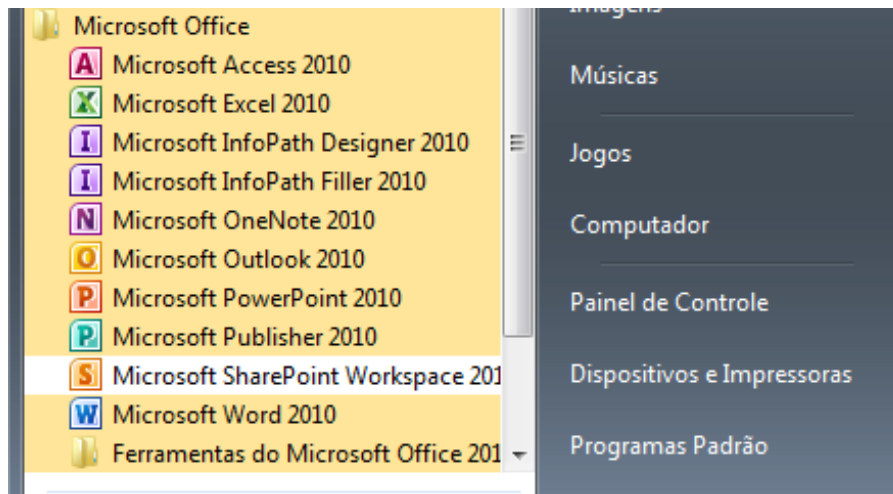 Microsoft Office
Microsoft Access 2010
Microsoft Excel 2010
Microsoft InfoPath Designer 2010
Microsoft InfoPath Filler 2010
Microsoft OneNote 2010
Microsoft Outlook 2010
Microsoft PowerPoint 2010
Microsoft Publisher 2010
Microsoft SharePoint Workspace 201
Microsoft Word 2010
Ferramentas do Microsoft Office 201
Imagens
Músicas
Jogos
Computador
Painel de Controle
Dispositivos e Impressoras
Programas Padrão